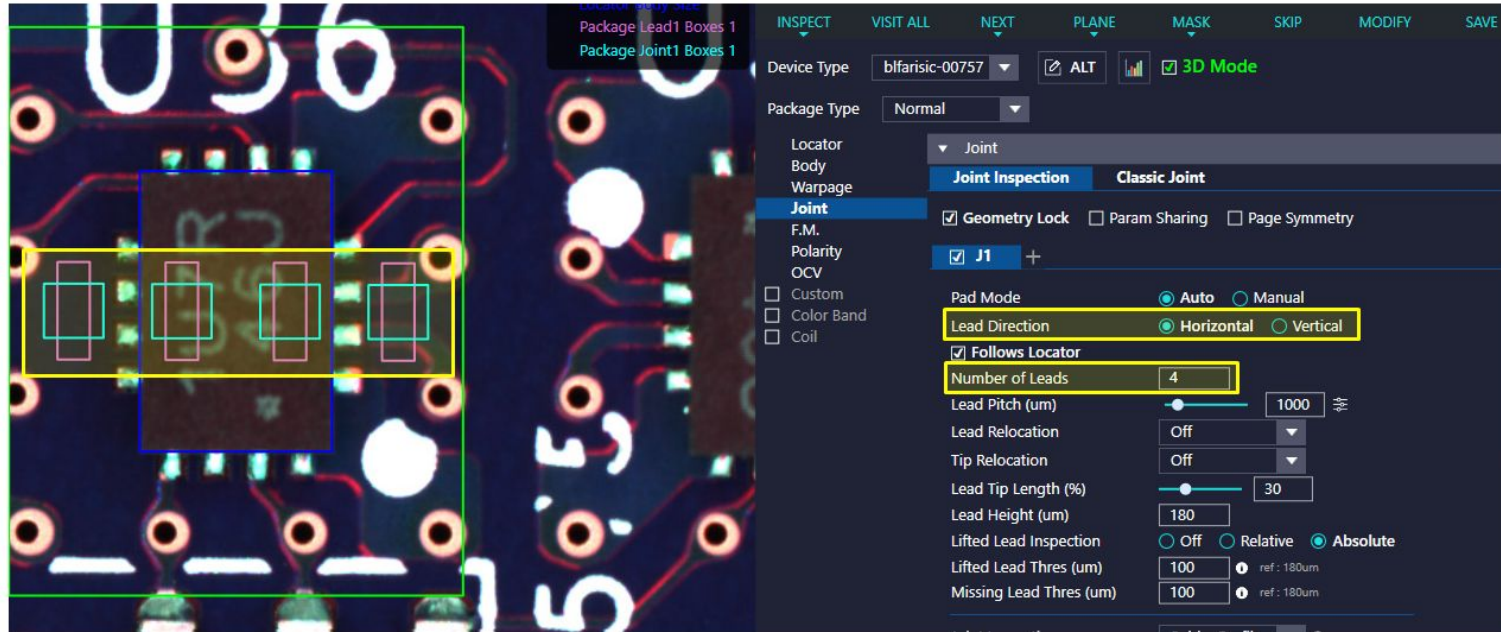 Package Lead1 Boxes 1
Package Joint1 Boxes 1
INSPECT VISIT ALL NEXT PLANE MASK SKIP MODIFY SAVE
Device Type blfarisic-00757 ALT 3D Mode
Package Type Normal
Locator
Body
Warpage
Joint
F.M.
Polarity
OCV
Custom
Color Band
Coil
Joint
Joint Inspection Classic Joint
Geometry Lock Param Sharing Page Symmetry
J1
Pad Mode Auto Manual
Lead Direction Horizontal Vertical
Follows Locator
Number of Leads 4
Lead Pitch (um) 1000
Lead Relocation Off
Tip Relocation Off
Lead Tip Length (%) 30
Lead Height (um) 180
Lifted Lead Inspection Off Relative Absolute
Lifted Lead Thres (um) 100 ref : 180um
Missing Lead Thres (um) 100 ref : 180um